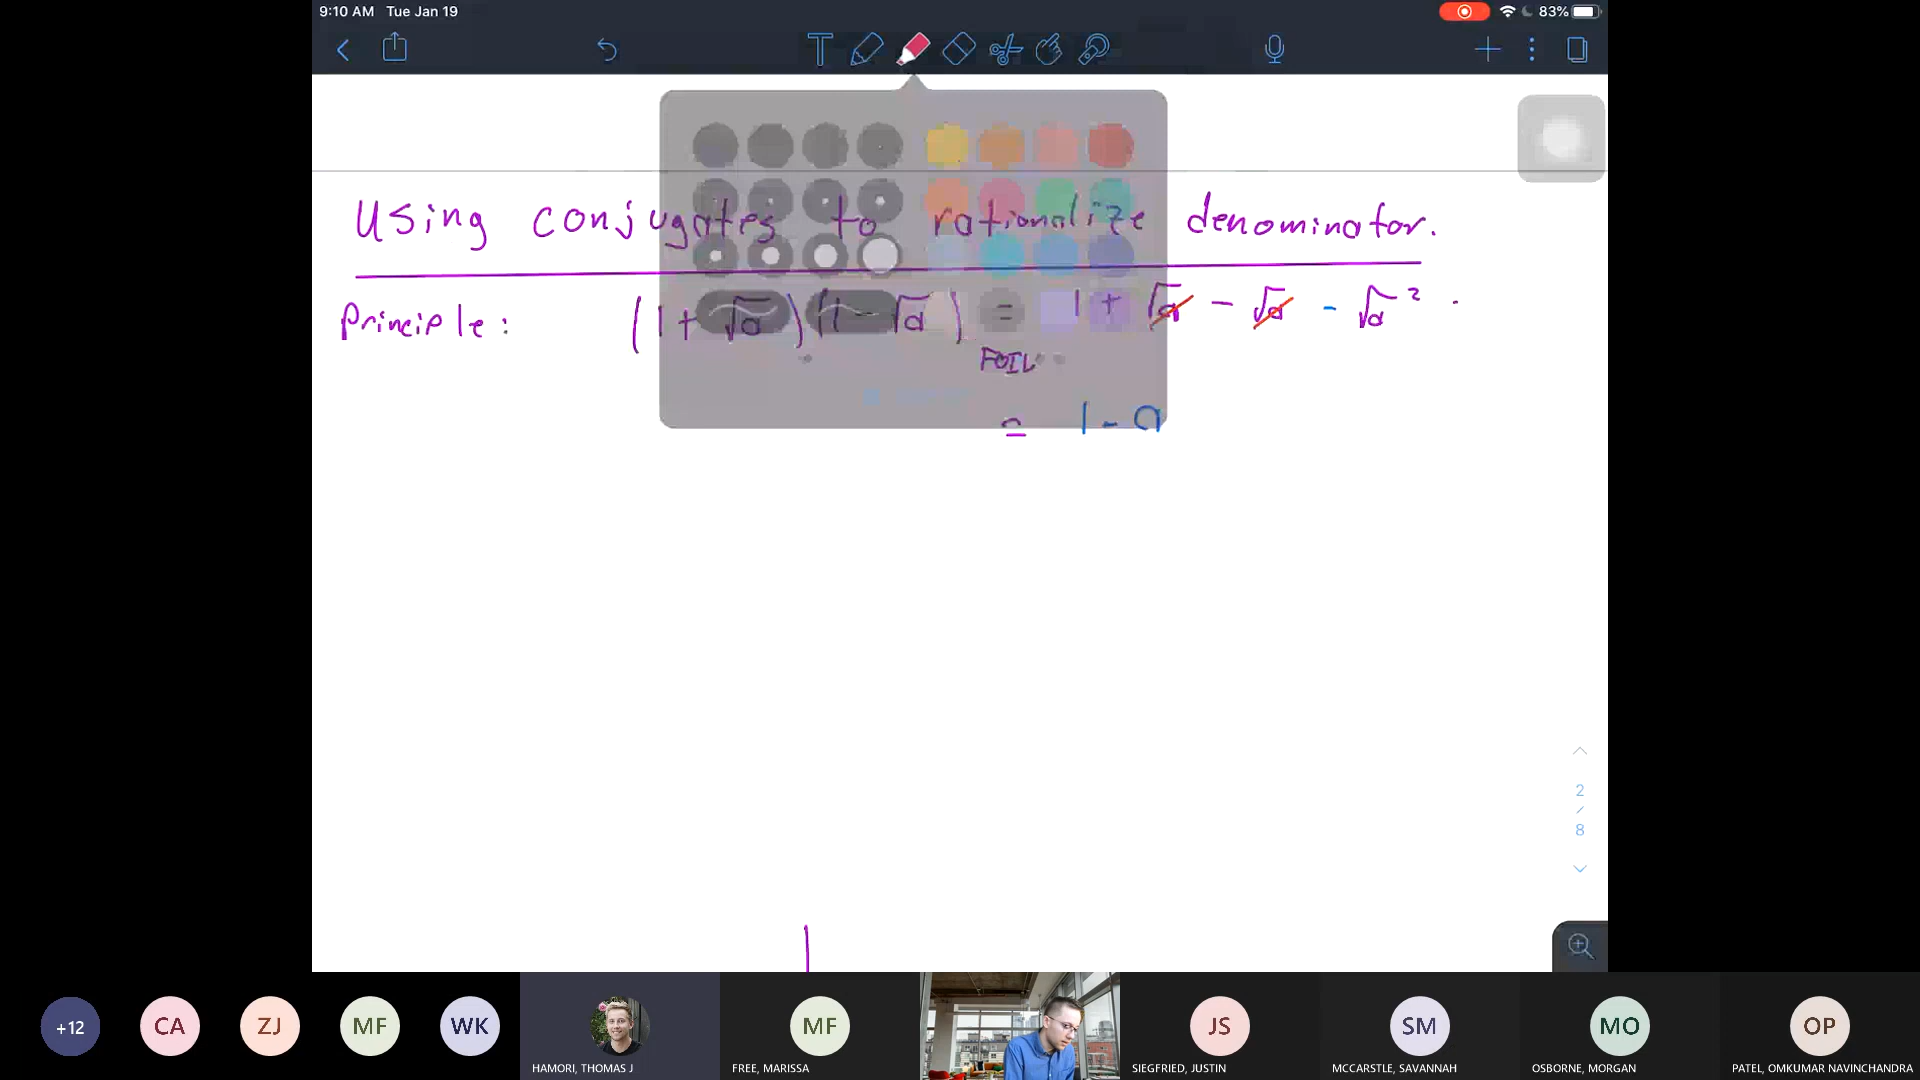 9:10 AM Tue Jan 19
83%
Using conjugates to rationalize denominator.
Principle: (1 + √a)(1 - √a) = 1 + √a - √a - √a²
FOIL
= 1 - a
2
/
8
+12
CA
ZJ
MF
WK
MF
JS
SM
MO
OP
HAMORI, THOMAS J
FREE, MARISSA
SIEGFRIED, JUSTIN
MCCARSTLE, SAVANNAH
OSBORNE, MORGAN
PATEL, OMKUMAR NAVINCHANDRA